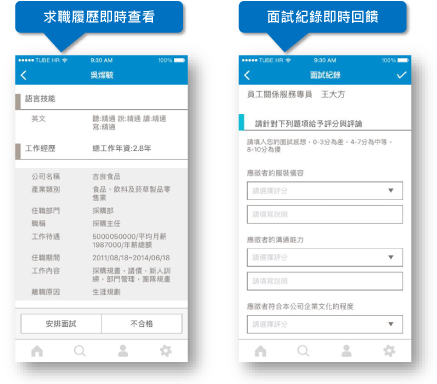 求職履歷即時查看
TUBE HR 9:30 AM 100%
吳燦毅
語言技能
英文 聽:精通 說:精通 讀:精通
寫:精通
工作經歷 總工作年資:2.8年
公司名稱 吉旅食品
產業類別 食品、飲料及菸草製品零
售業
任職部門 採購部
職稱 採購主任
工作待遇 5000050000/平均月薪
1987000/年薪總額
任職期間 2011/08/18~2014/06/18
工作內容 採購規畫、議價、新人訓
練、部門管理、團隊規畫
離職原因 生涯規劃
安排面試 不合格
面試紀錄即時回饋
TUBE HR 9:30 AM 100%
面試紀錄
員工關係服務專員 王大方
請針對下列題項給予評分與評論
請填入您的面試感想，0-3分為差，4-7分為中等，
8-10分為優
應徵者的服裝儀容
請選擇評分
請填寫說明
應徵者的溝通能力
請選擇評分
請填寫說明
應徵者符合本公司企業文化的程度
請選擇評分